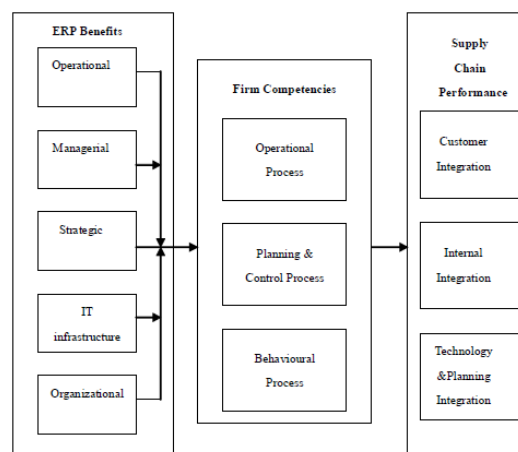 ERP Benefits
Operational
Managerial
Strategic
IT
infrastructure
Organizational
Firm Competencies
Operational
Process
Planning &
Control Process
Behavioural
Process
Supply
Chain
Performance
Customer
Integration
Internal
Integration
Technology
&Planning
Integration